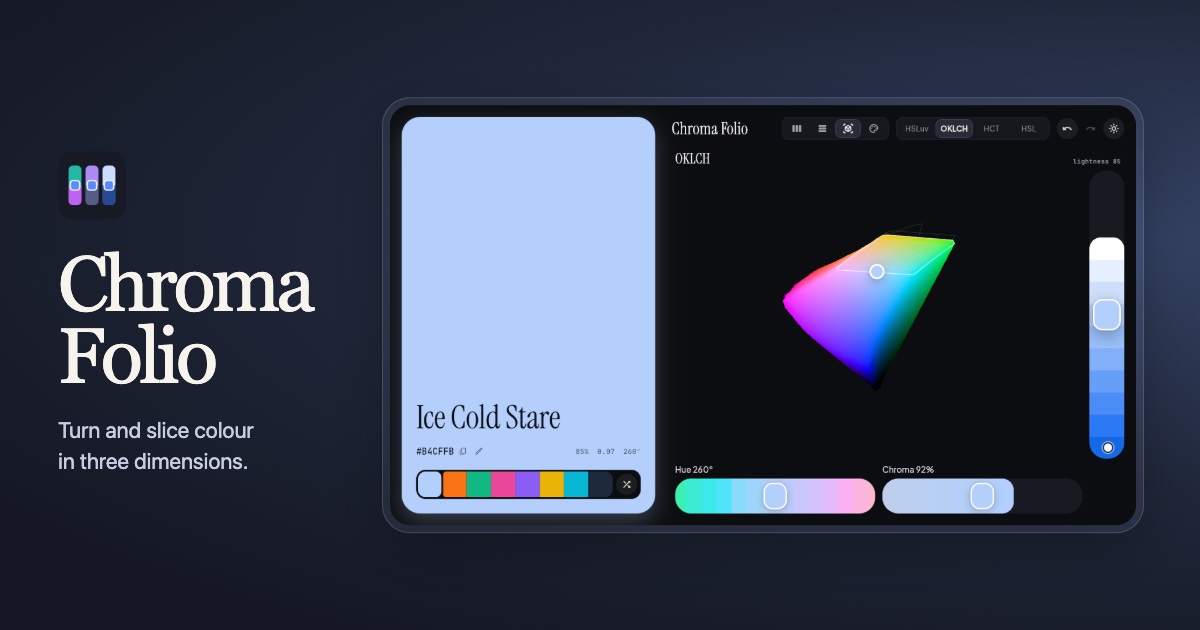 Chroma
Folio
Turn and slice colour
in three dimensions.
Ice Cold Stare
#B4CFFB
85% 0.07 260°
Chroma Folio
HSLuv OKLCH HCT HSL
OKLCH
lightness 85
Hue 260°
Chroma 92%